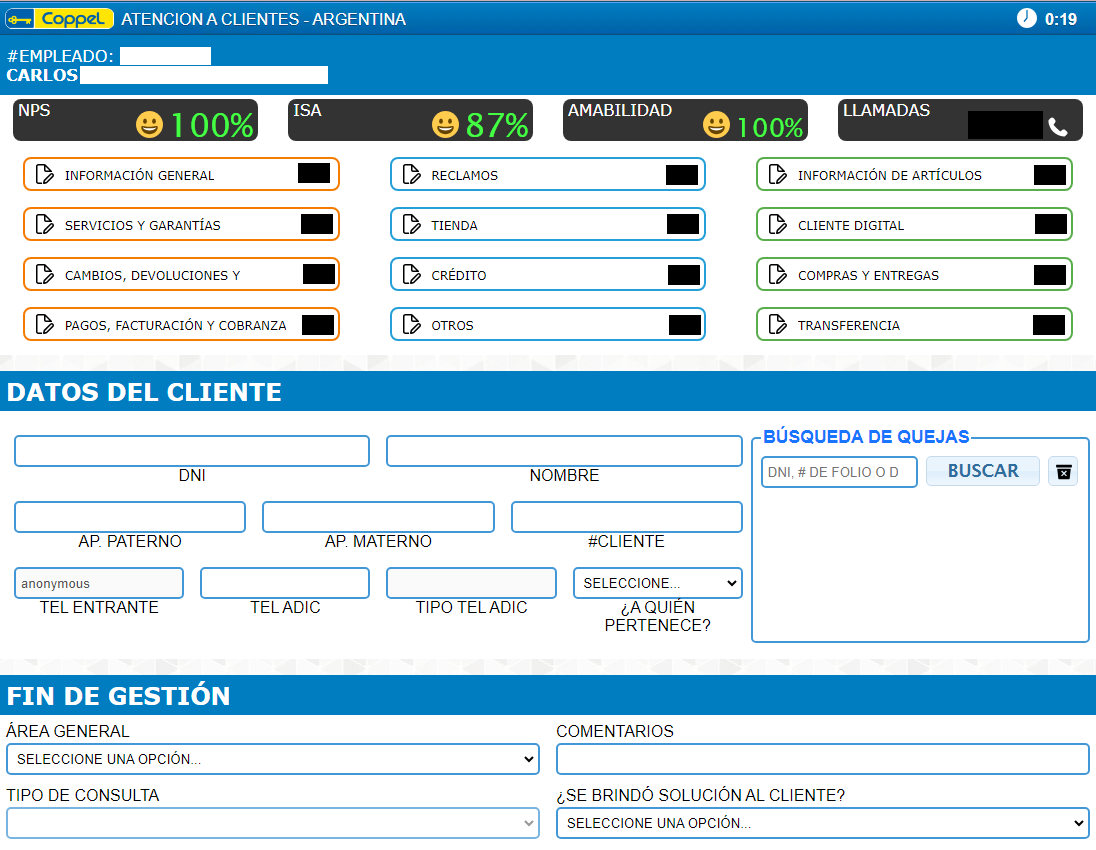 Coppel ATENCION A CLIENTES - ARGENTINA 0:19
#EMPLEADO:
CARLOS
NPS 100%
ISA 87%
AMABILIDAD 100%
LLAMADAS
INFORMACIÓN GENERAL
RECLAMOS
INFORMACIÓN DE ARTÍCULOS
SERVICIOS Y GARANTÍAS
TIENDA
CLIENTE DIGITAL
CAMBIOS, DEVOLUCIONES Y
CRÉDITO
COMPRAS Y ENTREGAS
PAGOS, FACTURACIÓN Y COBRANZA
OTROS
TRANSFERENCIA
DATOS DEL CLIENTE
DNI
NOMBRE
AP. PATERNO
AP. MATERNO
#CLIENTE
anonymous
SELECCIONE...
TEL ENTRANTE
TEL ADIC
TIPO TEL ADIC
¿A QUIÉN
PERTENECE?
BÚSQUEDA DE QUEJAS
DNI, # DE FOLIO O D
BUSCAR
FIN DE GESTIÓN
ÁREA GENERAL
SELECCIONE UNA OPCIÓN...
COMENTARIOS
TIPO DE CONSULTA
¿SE BRINDÓ SOLUCIÓN AL CLIENTE?
SELECCIONE UNA OPCIÓN...